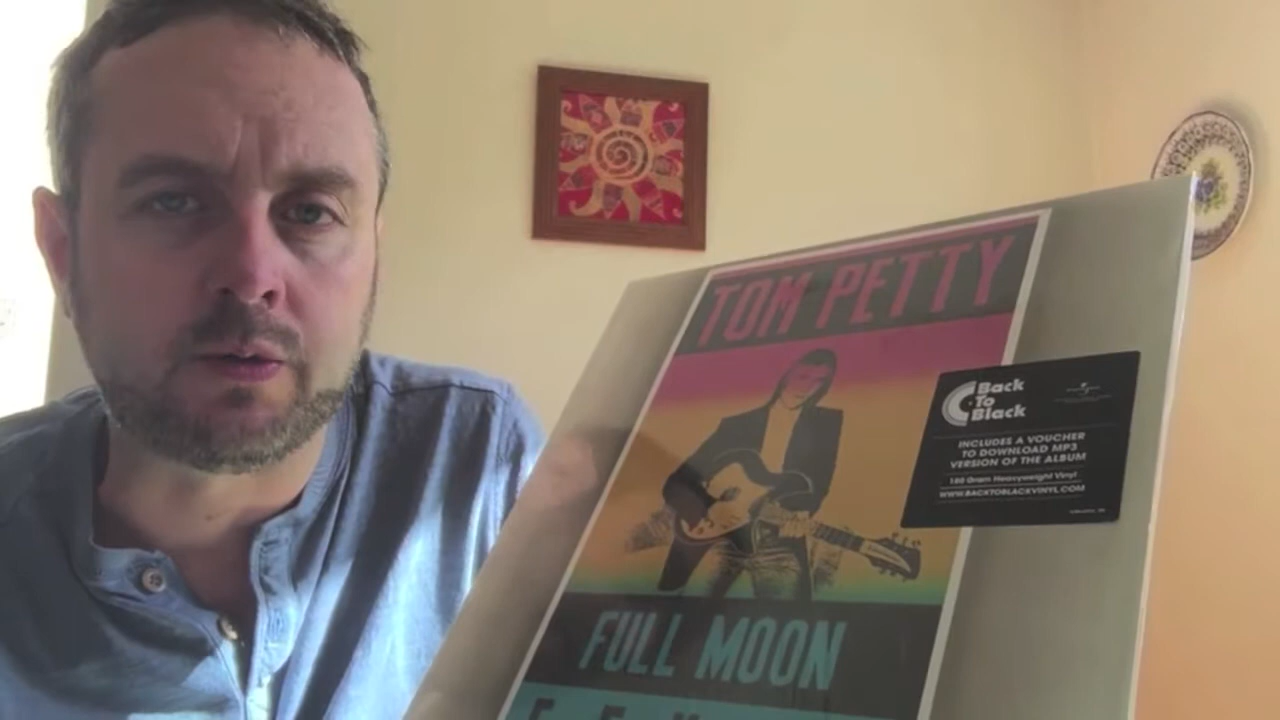 TOM PETTY
FULL MOON
Back
To
Black
INCLUDES A VOUCHER
TO DOWNLOAD MP3
VERSION OF THE ALBUM
180 Gram Heavyweight Vinyl
WWW.BACKTOBLACKVINYL.COM